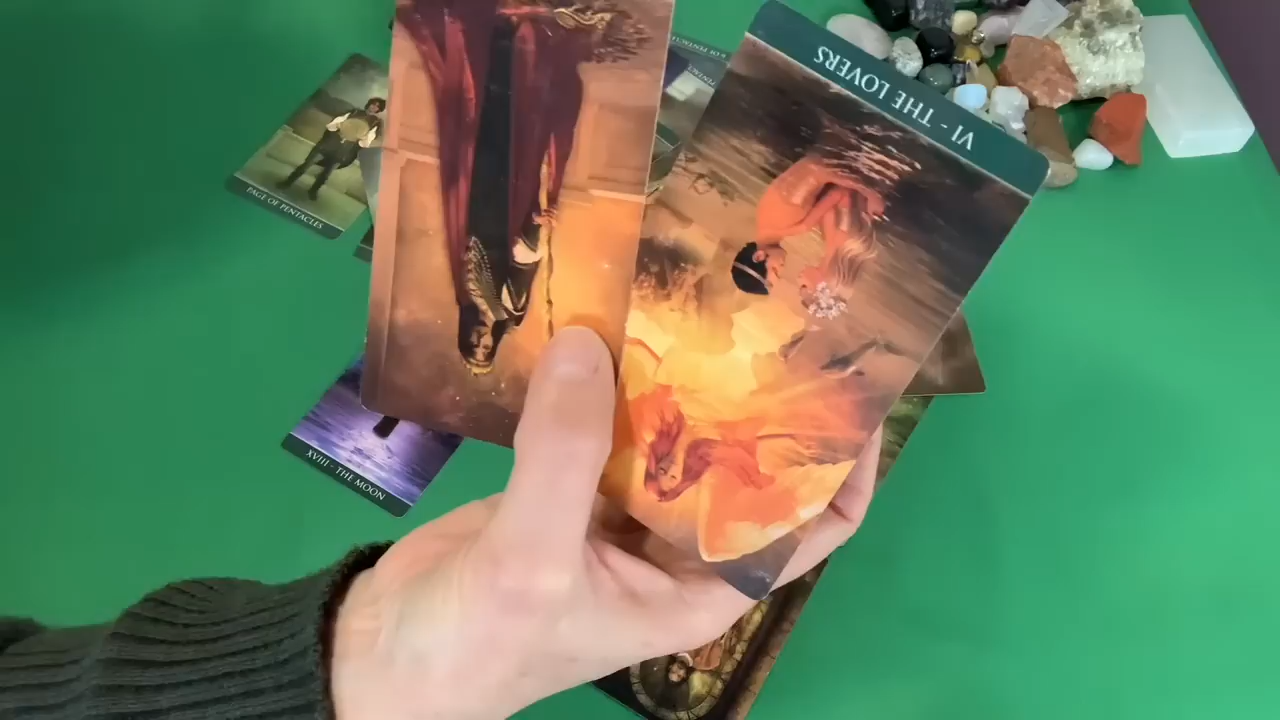 VI - THE LOVERS
PAGE OF PENTACLES
XVIII - THE MOON